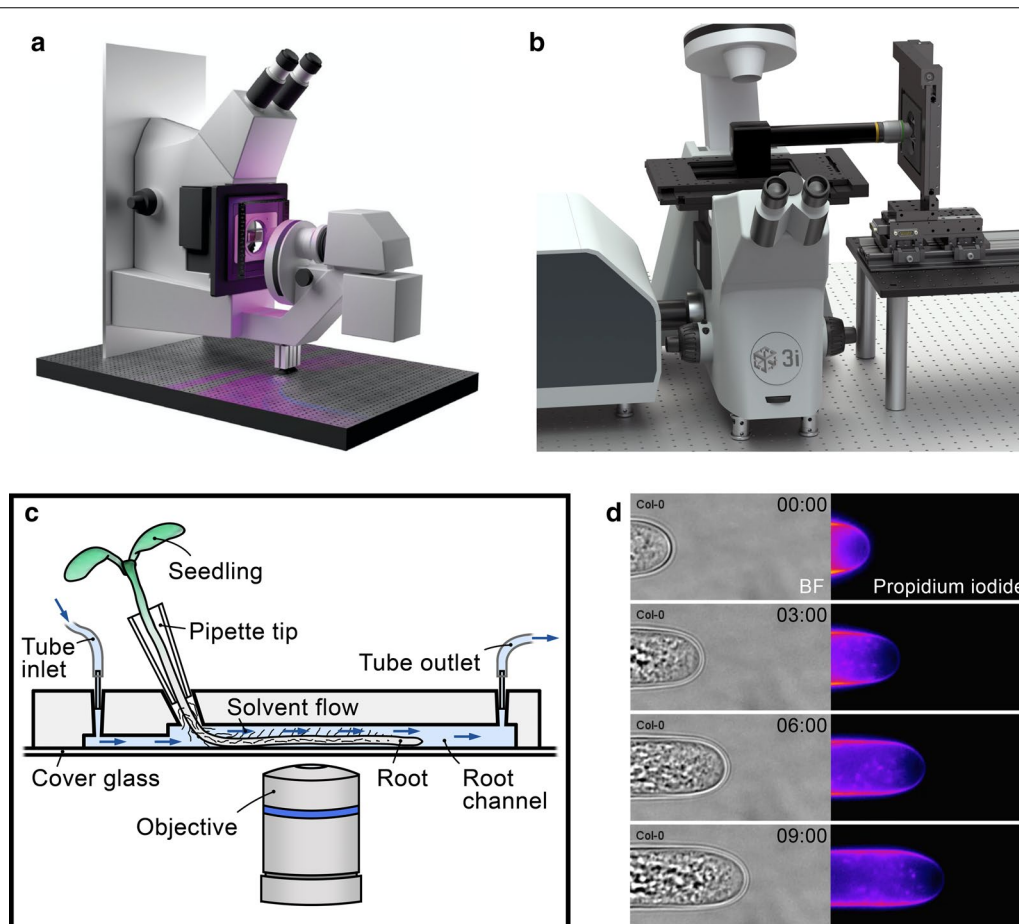 a
b
3i
c
Seedling
Pipette tip
Tube
inlet
Tube outlet
Solvent flow
Cover glass
Root
Root
channel
Objective
d
Col-0
00:00
BF
Propidium iodide
Col-0
03:00
Col-0
06:00
Col-0
09:00